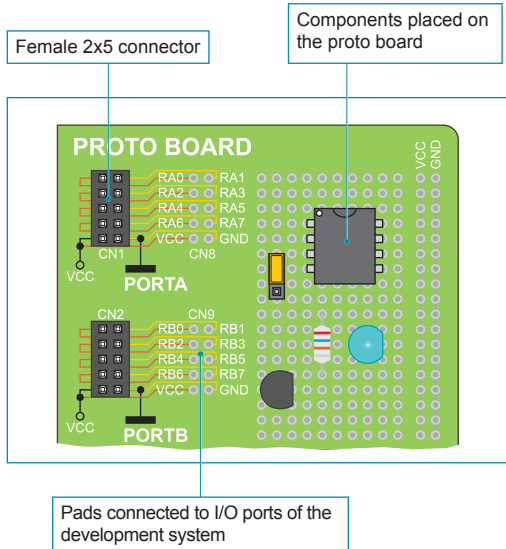 Components placed on
the proto board
Female 2x5 connector
PROTO BOARD
VCC
GND
RA0 RA1
RA2 RA3
RA4 RA5
RA6 RA7
VCC GND
CN1 CN8
VCC
PORTA
CN2 CN9
RB0 RB1
RB2 RB3
RB4 RB5
RB6 RB7
VCC GND
VCC
PORTB
Pads connected to I/O ports of the
development system